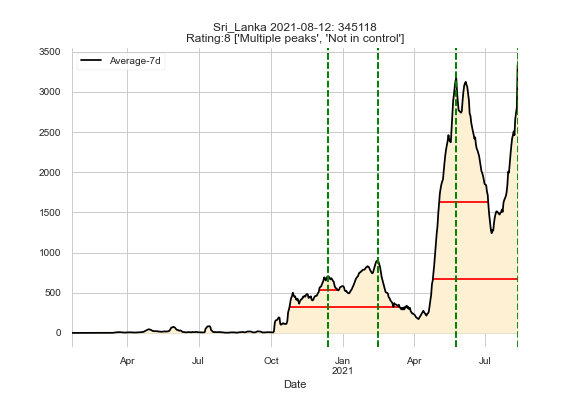 Sri_Lanka 2021-08-12: 345118
Rating:8 ['Multiple peaks', 'Not in control']
Average-7d
3500
3000
2500
2000
1500
1000
500
0
Apr
Jul
Oct
Jan
2021
Apr
Jul
Date